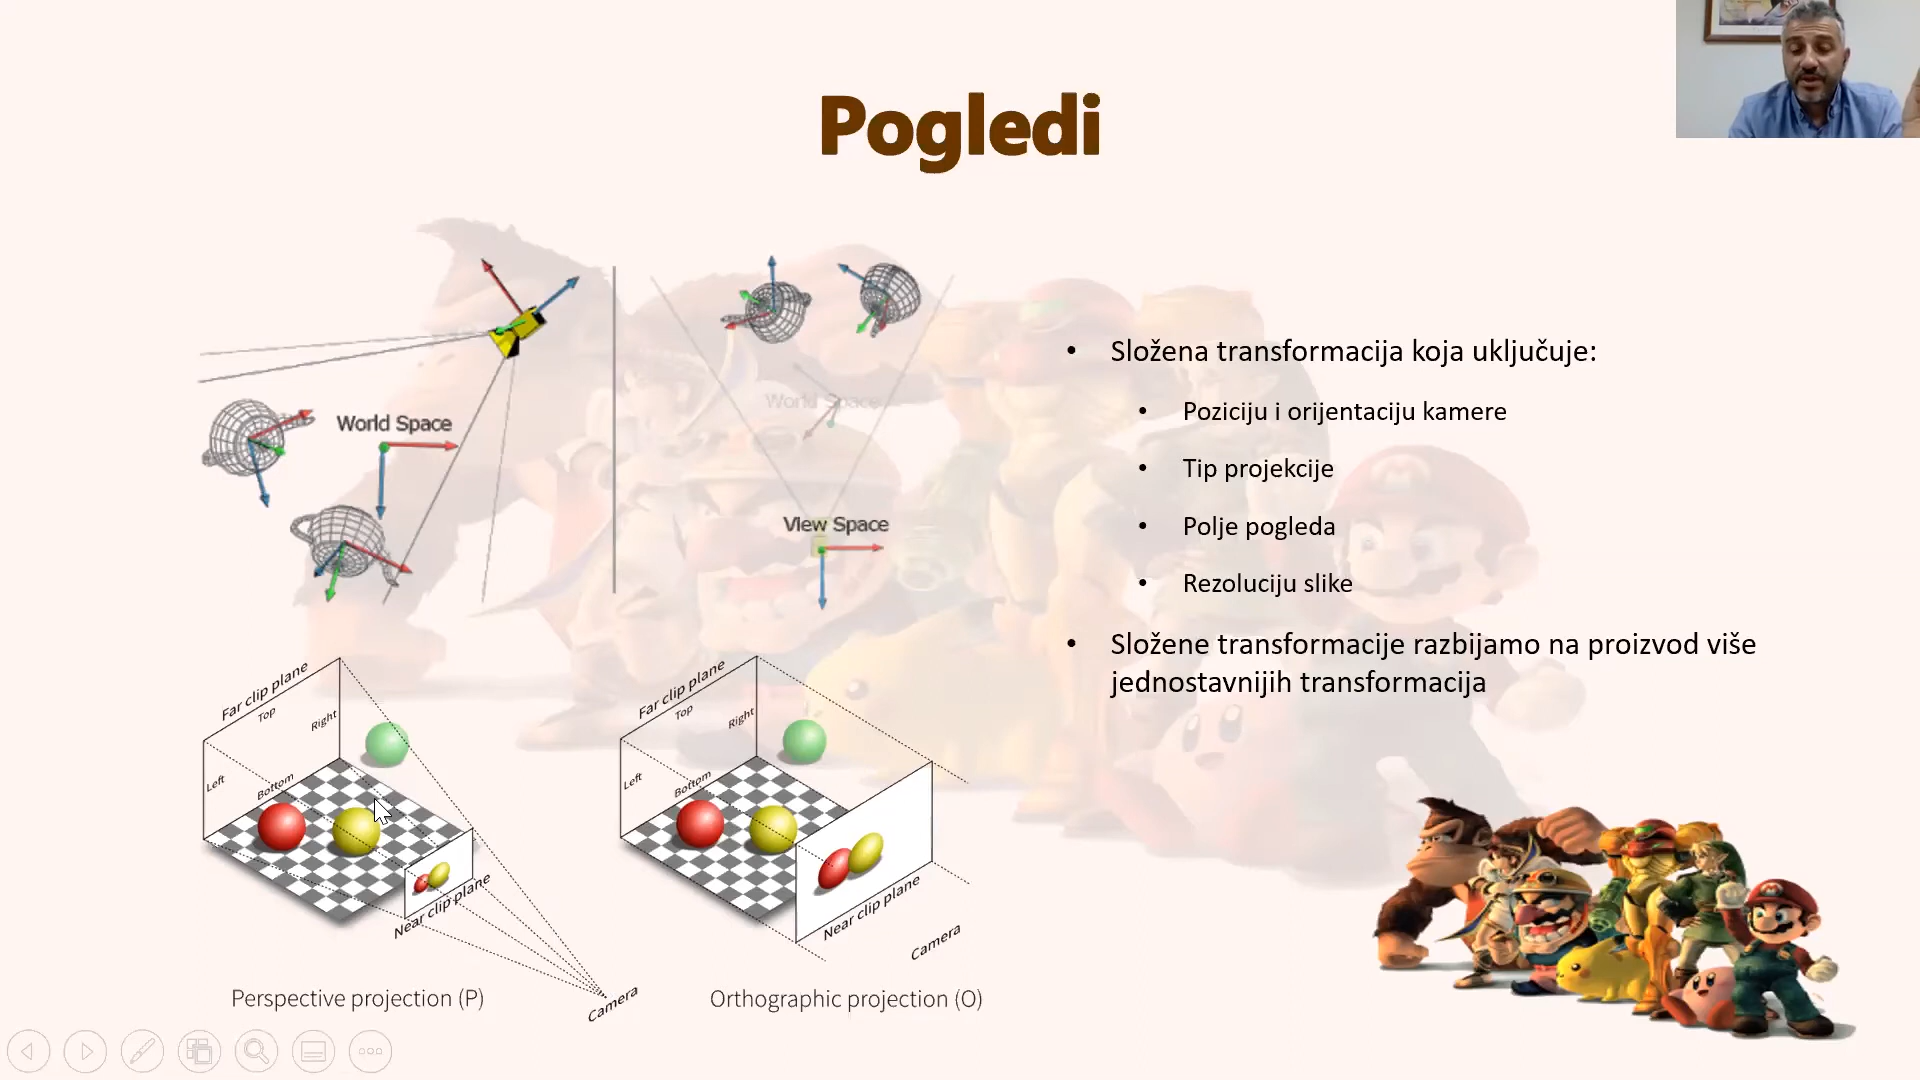 Pogledi
World Space
World Space
View Space
• Složena transformacija koja uključuje:
• Poziciju i orijentaciju kamere
• Tip projekcije
• Polje pogleda
• Rezoluciju slike
• Složene transformacije razbijamo na proizvod više
jednostavnijih transformacija
Far clip plane
Top
Right
Left
Bottom
Near clip plane
Camera
Perspective projection (P)
Far clip plane
Top
Right
Left
Bottom
Near clip plane
Camera
Orthographic projection (O)